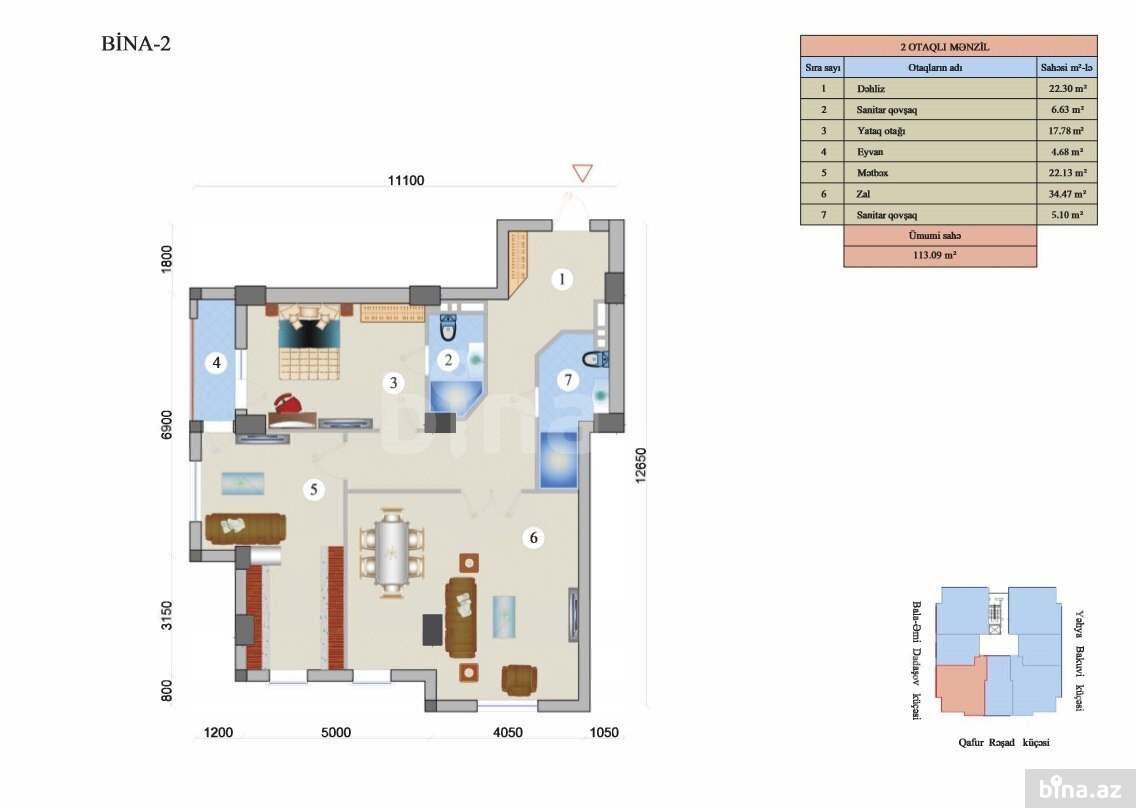 BİNA-2
2 OTAQLI MƏNZİL
Sıra sayı Otaqların adı Sahəsi m²-lə
1 Dəhliz 22.30 m²
2 Sanitar qovşaq 6.63 m²
3 Yataq otağı 17.78 m²
4 Eyvan 4.68 m²
5 Mətbəx 22.13 m²
6 Zal 34.47 m²
7 Sanitar qovşaq 5.10 m²
Ümumi sahə
113.09 m²
11100
1800
6900
3150
800
12650
1
2
3
4
5
6
7
bina
1200 5000 4050 1050
Bala-Əmi Dadaşov küçəsi
Yəhya Bakuvi küçəsi
Qafur Rəşad küçəsi
bina.az